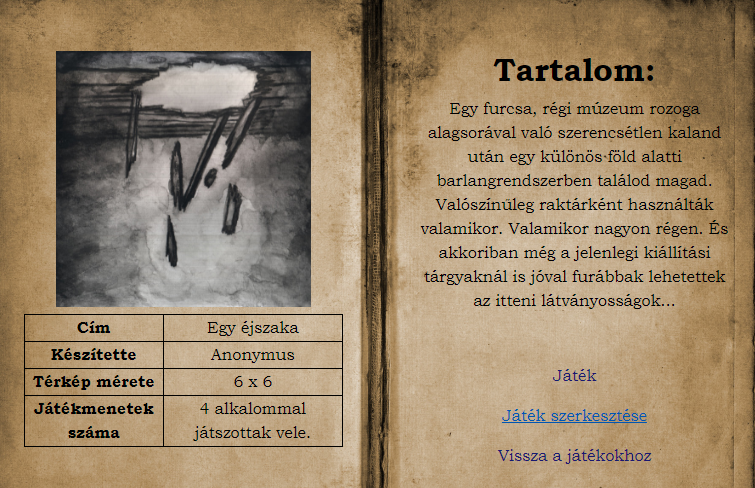 Cím Egy éjszaka
Készítette Anonymus
Térkép mérete 6 x 6
Játékmenetek száma 4 alkalommal játszottak vele.
Tartalom:
Egy furcsa, régi múzeum rozoga
alagsorával való szerencsétlen kaland
után egy különös föld alatti
barlangrendszerben találod magad.
Valószínűleg raktárként használták
valamikor. Valamikor nagyon régen. És
akkoriban még a jelenlegi kiállítási
tárgyaknál is jóval furábbak lehetettek
az itteni látványosságok...
Játék
Játék szerkesztése
Vissza a játékokhoz